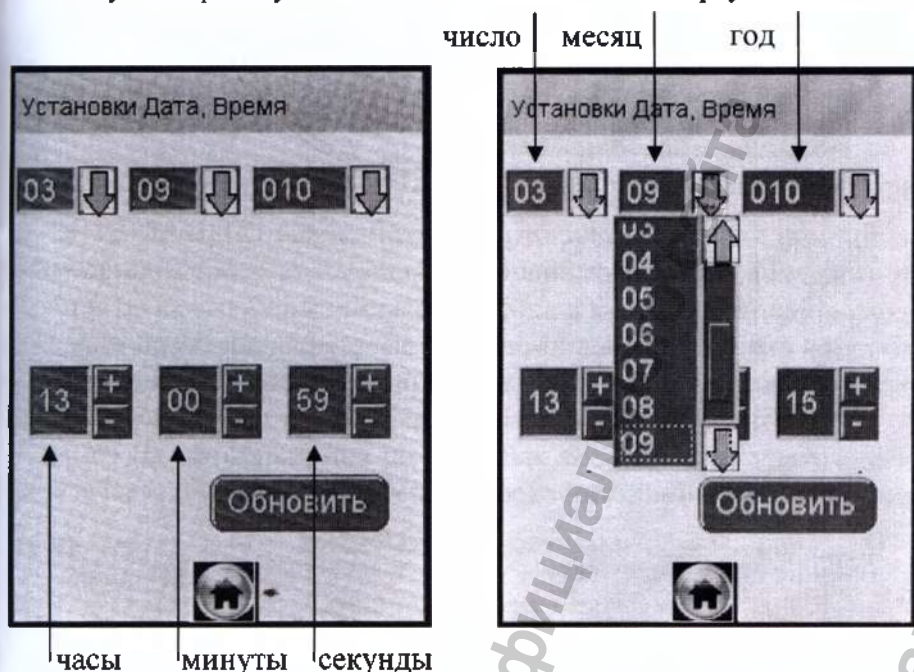 число месяц год
Установки Дата, Время
03 09 010
13 00 59
+ + +
- - -
Обновить
часы минуты секунды
Установки Дата, Время
03 09 010
03
04
05
06
07
08
09
13 15
+ +
- -
Обновить